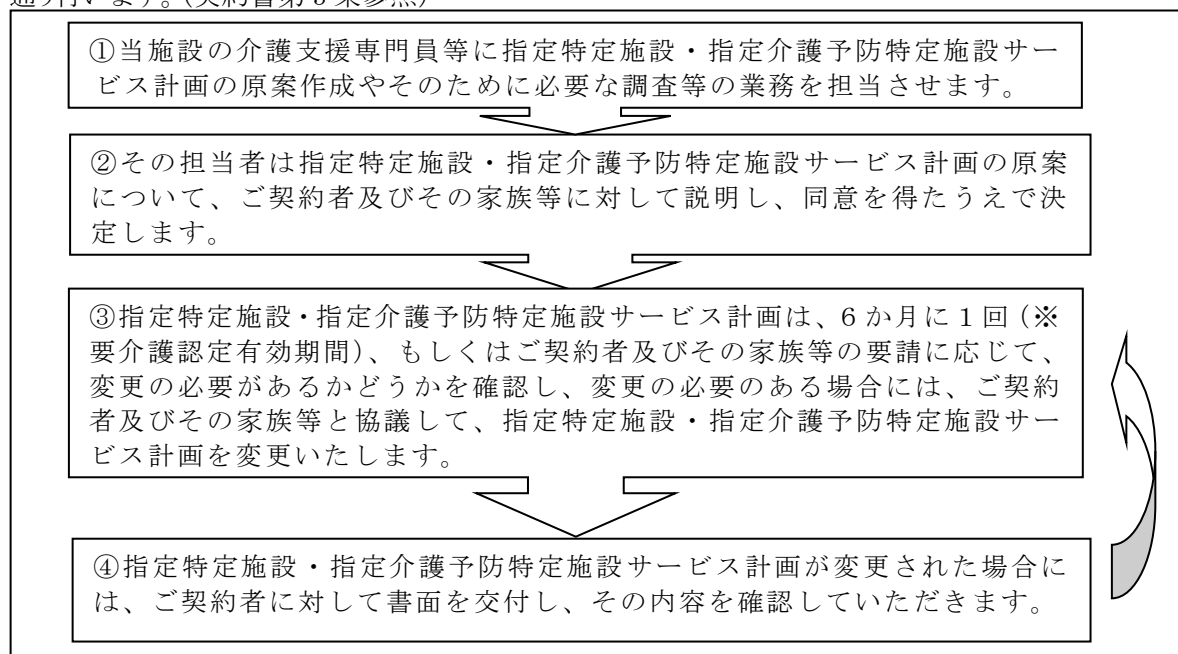 ①当施設の介護支援専門員等に指定特定施設・指定介護予防特定施設サー
ビス計画の原案作成やそのために必要な調査等の業務を担当させます。
②その担当者は指定特定施設・指定介護予防特定施設サービス計画の原案
について、ご契約者及びその家族等に対して説明し、同意を得たうえで決
定します。
③指定特定施設・指定介護予防特定施設サービス計画は、6か月に1回(※
要介護認定有効期間)、もしくはご契約者及びその家族等の要請に応じて、
変更の必要があるかどうかを確認し、変更の必要のある場合には、ご契約
者及びその家族等と協議して、指定特定施設・指定介護予防特定施設サー
ビス計画を変更いたします。
④指定特定施設・指定介護予防特定施設サービス計画が変更された場合に
は、ご契約者に対して書面を交付し、その内容を確認していただきます。